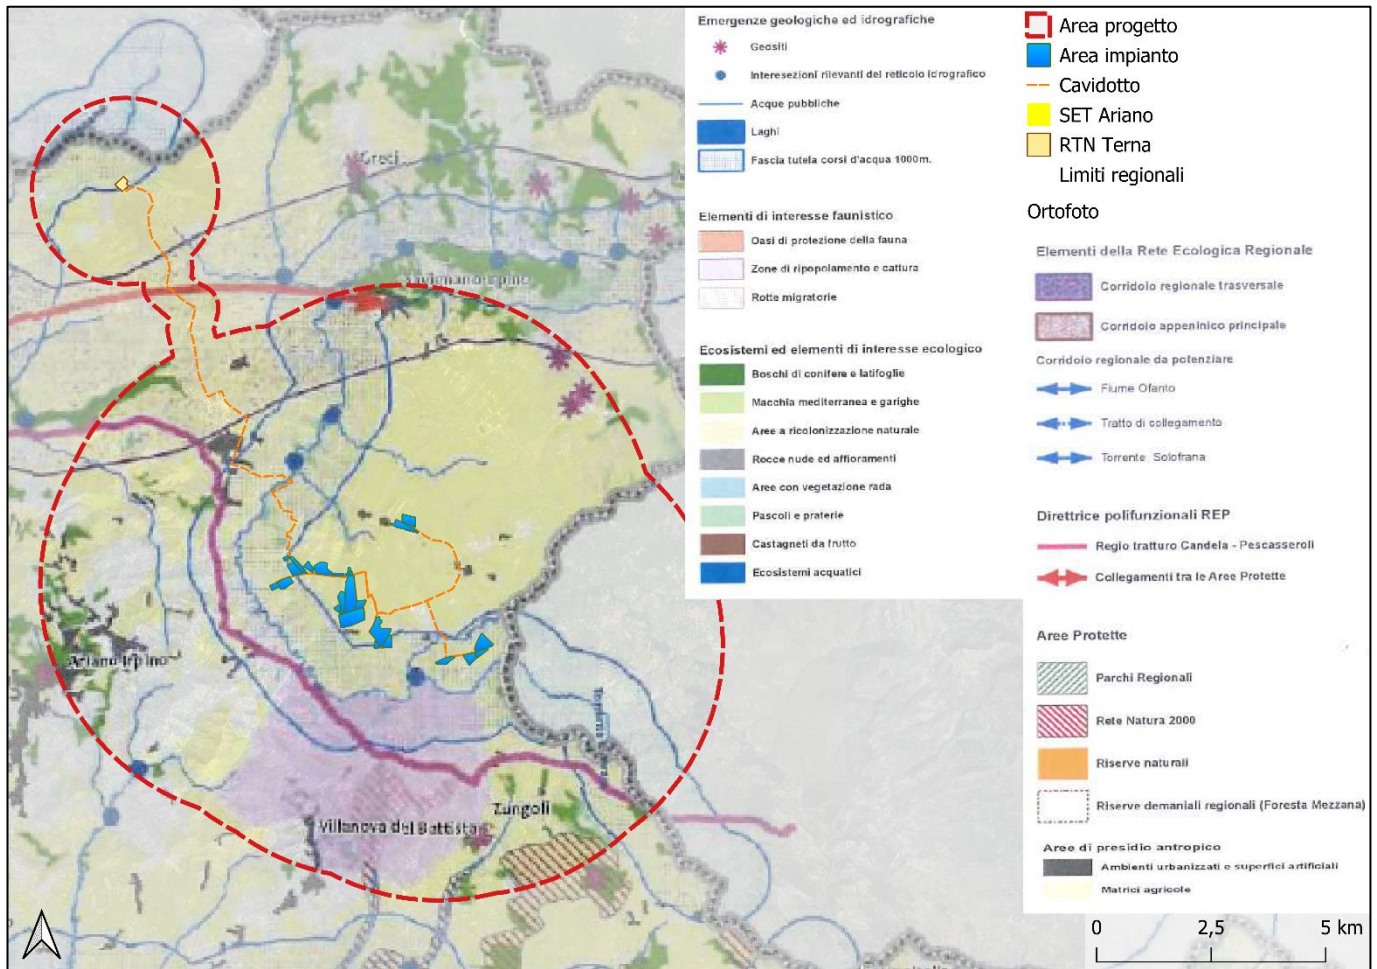 Emergenze geologiche ed idrografiche
Geositi
Interesezioni rilevanti del reticolo idrografico
Acque pubbliche
Laghi
Fascia tutela corsi d'acqua 1000m.
Elementi di interesse faunistico
Oasi di protezione della fauna
Zone di ripopolamento e cattura
Rotte migratorie
Ecosistemi ed elementi di interesse ecologico
Boschi di conifere e latifoglie
Macchia mediterranea e garighe
Aree a ricolonizzazione naturale
Rocce nude ed affioramenti
Aree con vegetazione rada
Pascoli e praterie
Castagneti da frutto
Ecosistemi acquatici
Area progetto
Area impianto
Cavidotto
SET Ariano
RTN Terna
Limiti regionali
Ortofoto
Elementi della Rete Ecologica Regionale
Corridoio regionale trasversale
Corridoio appeninico principale
Corridoio regionale da potenziare
Fiume Ofanto
Tratto di collegamento
Torrente Solofrana
Direttrice polifunzionali REP
Regio tratturo Candela - Pescasseroli
Collegamenti tra le Aree Protette
Aree Protette
Parchi Regionali
Rete Natura 2000
Riserve naturali
Riserve demaniali regionali (Foresta Mezzana)
Aree di presidio antropico
Ambienti urbanizzati e superfici artificiali
Matrici agricole
0 2,5 5 km
Greci
Savignano Irpino
Ariano Irpino
Zungoli
Villanova del Battista